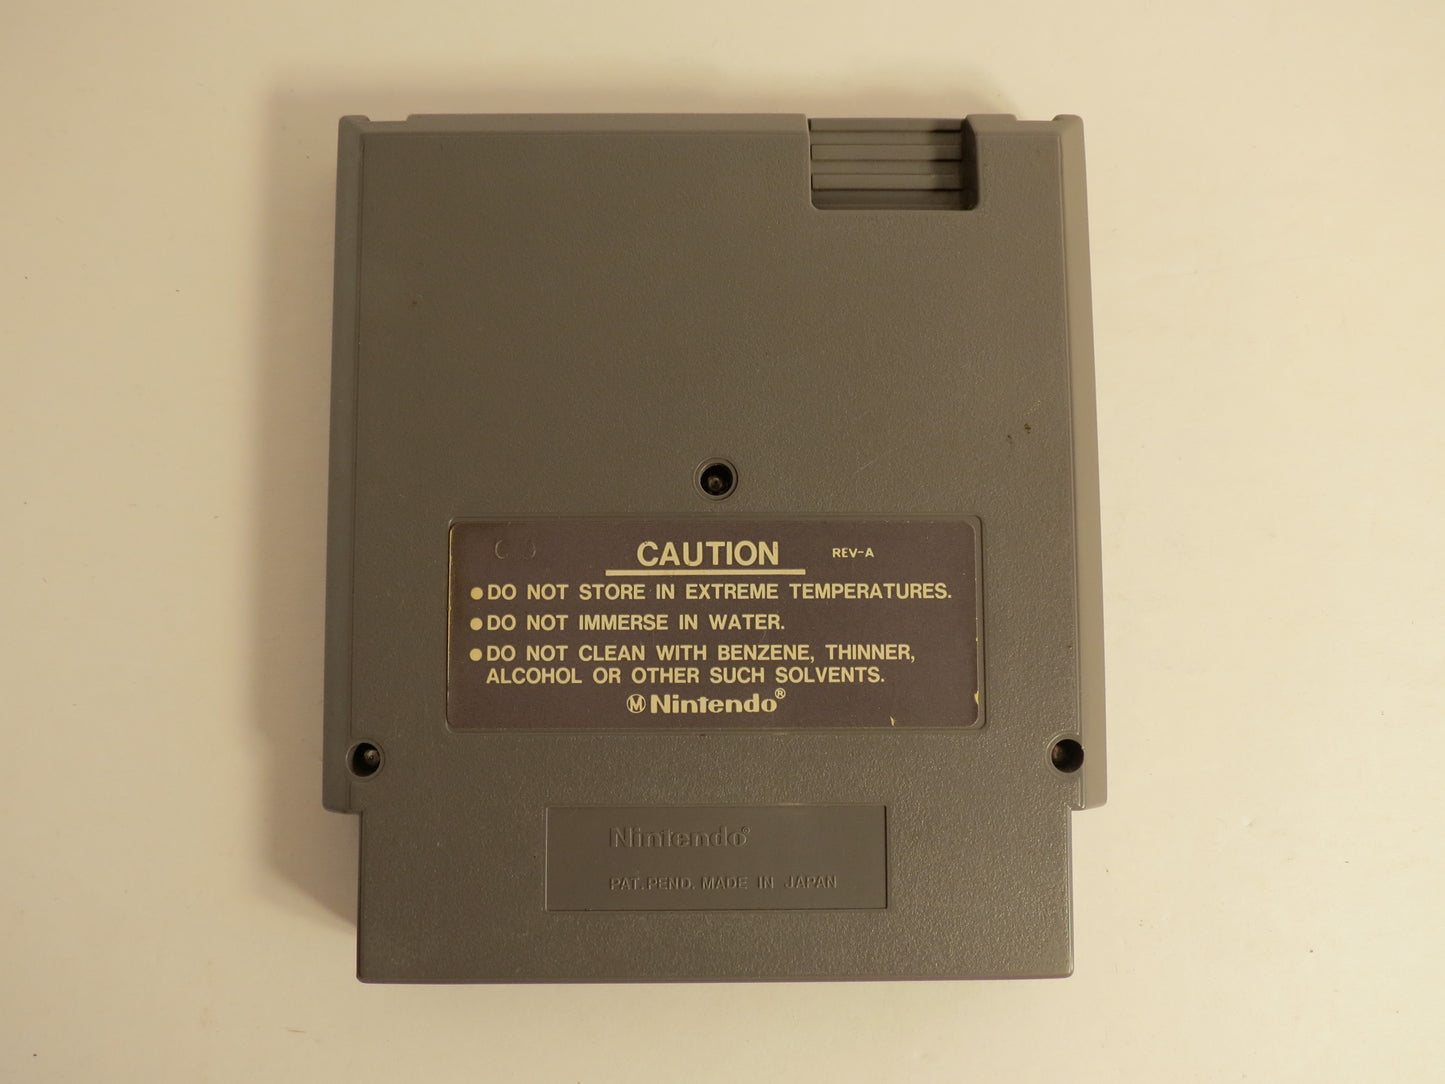 CAUTION REV-A
●DO NOT STORE IN EXTREME TEMPERATURES.
●DO NOT IMMERSE IN WATER.
●DO NOT CLEAN WITH BENZENE, THINNER,
ALCOHOL OR OTHER SUCH SOLVENTS.
Ⓜ Nintendo®
Nintendo®
PAT. PEND. MADE IN JAPAN